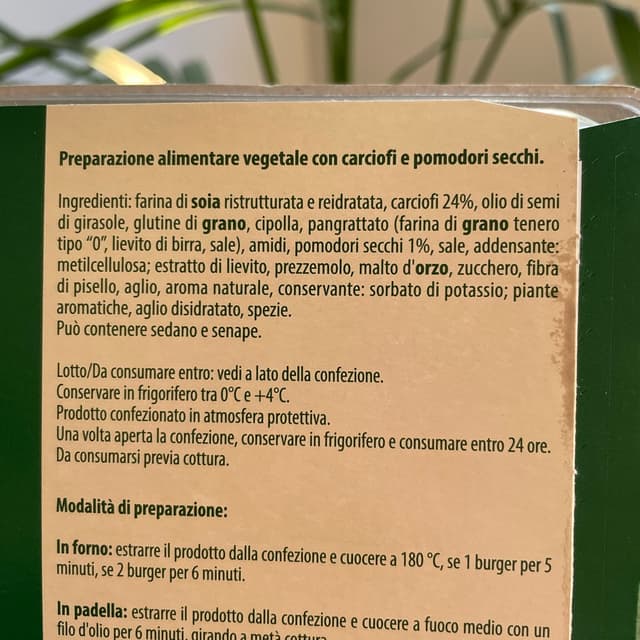 Preparazione alimentare vegetale con carciofi e pomodori secchi.
Ingredienti: farina di soia ristrutturata e reidratata, carciofi 24%, olio di semi
di girasole, glutine di grano, cipolla, pangrattato (farina di grano tenero
tipo “0”, lievito di birra, sale), amidi, pomodori secchi 1%, sale, addensante:
metilcellulosa; estratto di lievito, prezzemolo, malto d'orzo, zucchero, fibra
di pisello, aglio, aroma naturale, conservante: sorbato di potassio; piante
aromatiche, aglio disidratato, spezie.
Può contenere sedano e senape.
Lotto/Da consumare entro: vedi a lato della confezione.
Conservare in frigorifero tra 0°C e +4°C.
Prodotto confezionato in atmosfera protettiva.
Una volta aperta la confezione, conservare in frigorifero e consumare entro 24 ore.
Da consumarsi previa cottura.
Modalità di preparazione:
In forno: estrarre il prodotto dalla confezione e cuocere a 180 °C, se 1 burger per 5
minuti, se 2 burger per 6 minuti.
In padella: estrarre il prodotto dalla confezione e cuocere a fuoco medio con un
filo d'olio per 6 minuti, girando a metà cottura.